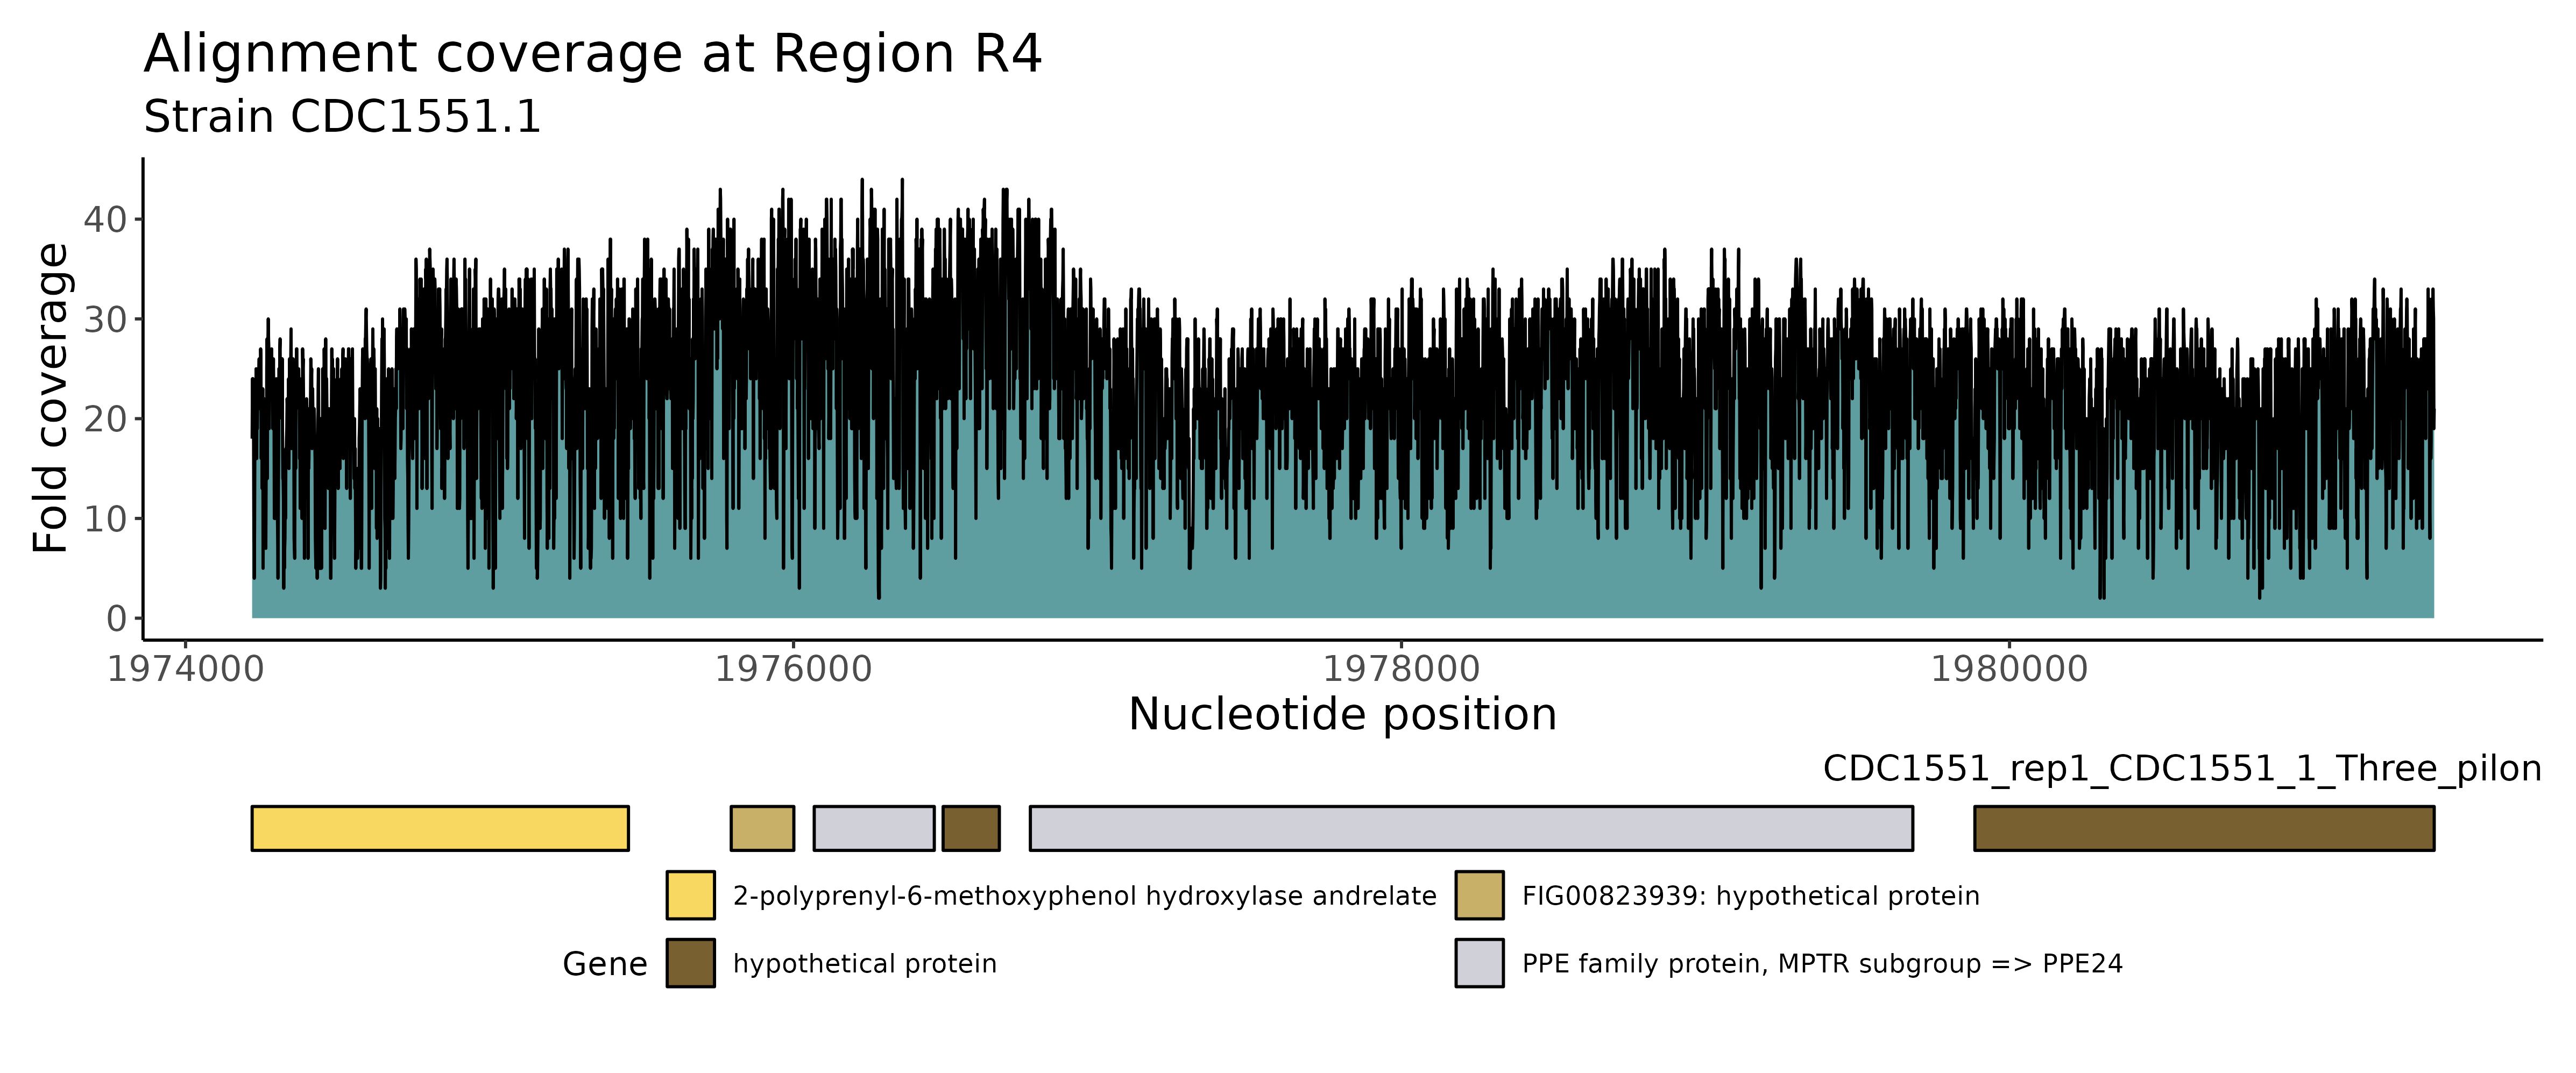 Alignment coverage at Region R4
Strain CDC1551.1
Fold coverage
40
30
20
10
0
1974000 1976000 1978000 1980000
Nucleotide position
CDC1551_rep1_CDC1551_1_Three_pilon
Gene
2-polyprenyl-6-methoxyphenol hydroxylase andrelate
FIG00823939: hypothetical protein
hypothetical protein
PPE family protein, MPTR subgroup => PPE24